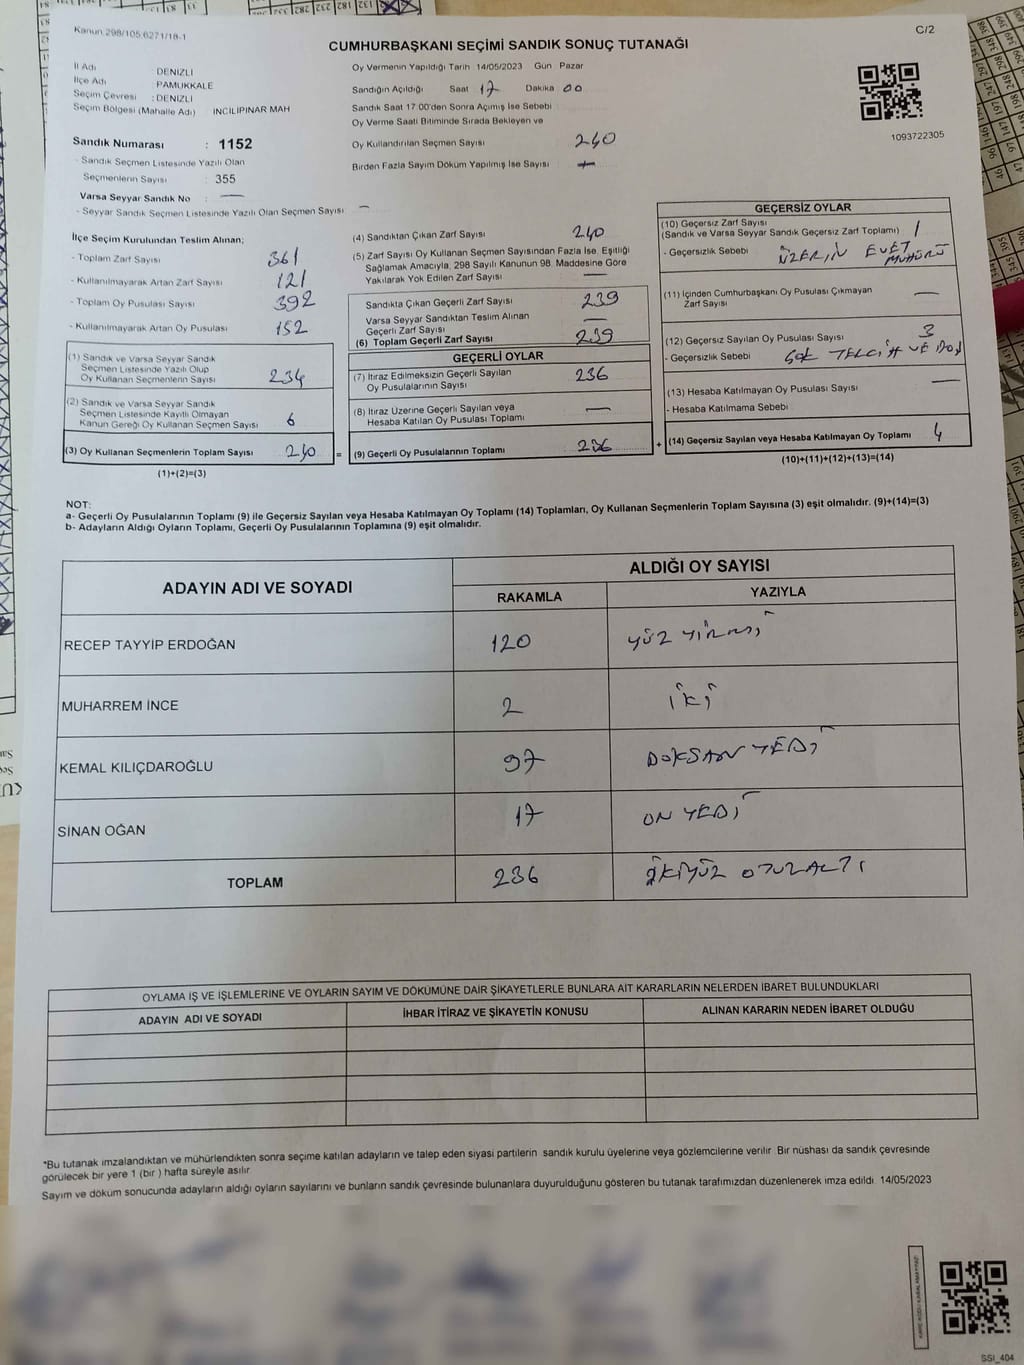 Kanun 298/105,6271/18-1
C/2
CUMHURBAŞKANI SEÇİMİ SANDIK SONUÇ TUTANAĞI
İl Adı : DENİZLİ
İlçe Adı : PAMUKKALE
Seçim Çevresi : DENİZLİ
Seçim Bölgesi (Mahalle Adı) İNCİLİPINAR MAH
Sandık Numarası : 1152
- Sandık Seçmen Listesinde Yazılı Olan
Seçmenlerin Sayısı : 355
Varsa Seyyar Sandık No : —
- Seyyar Sandık Seçmen Listesinde Yazılı Olan Seçmen Sayısı : —
Oy Vermenin Yapıldığı Tarih 14/05/2023 Gün Pazar
Sandığın Açıldığı Saat 17 Dakika 00
Sandık Saat 17:00'den Sonra Açımış İse Sebebi
Oy Verme Saati Bitiminde Sırada Bekleyen ve
Oy Kullandırılan Seçmen Sayısı 240
Birden Fazla Sayım Döküm Yapılmış İse Sayısı
1093722305
İlçe Seçim Kurulundan Teslim Alınan;
- Toplam Zarf Sayısı 361
- Kullanılmayarak Artan Zarf Sayısı 121
- Toplam Oy Pusulası Sayısı 392
- Kullanılmayarak Artan Oy Pusulası 152
(1) Sandık ve Varsa Seyyar Sandık
Seçmen Listesinde Yazılı Olup
Oy Kullanan Seçmenlerin Sayısı 234
(2) Sandık ve Varsa Seyyar Sandık
Seçmen Listesinde Kayıtlı Olmayan
Kanun Gereği Oy Kullanan Seçmen Sayısı 6
(3) Oy Kullanan Seçmenlerin Toplam Sayısı 240 =
(1)+(2)=(3)
(4) Sandıktan Çıkan Zarf Sayısı 240
(5) Zarf Sayısı Oy Kullanan Seçmen Sayısından Fazla İse, Eşitliği
Sağlamak Amacıyla, 298 Sayılı Kanunun 98. Maddesine Göre
Yakılarak Yok Edilen Zarf Sayısı —
Sandıkta Çıkan Geçerli Zarf Sayısı 239
Varsa Seyyar Sandıktan Teslim Alınan
Geçerli Zarf Sayısı —
(6) Toplam Geçerli Zarf Sayısı 239
GEÇERLİ OYLAR
(7) İtiraz Edilmeksizin Geçerli Sayılan
Oy Pusulalarının Sayısı 236
(8) İtiraz Üzerine Geçerli Sayılan veya
Hesaba Katılan Oy Pusulası Toplamı —
(9) Geçerli Oy Pusulalarının Toplamı 236 +
GEÇERSİZ OYLAR
(10) Geçersiz Zarf Sayısı
(Sandık ve Varsa Seyyar Sandık Geçersiz Zarf Toplamı) 1
- Geçersizlik Sebebi ÜZERİN EVET
MÜHÜRÜ
(11) İçinden Cumhurbaşkanı Oy Pusulası Çıkmayan
Zarf Sayısı —
(12) Geçersiz Sayılan Oy Pusulası Sayısı 3
- Geçersizlik Sebebi ÇOK TERCİH VE
(13) Hesaba Katılmayan Oy Pusulası Sayısı —
- Hesaba Katılmama Sebebi
(14) Geçersiz Sayılan veya Hesaba Katılmayan Oy Toplamı 4
(10)+(11)+(12)+(13)=(14)
NOT:
a- Geçerli Oy Pusulalarının Toplamı (9) ile Geçersiz Sayılan veya Hesaba Katılmayan Oy Toplamı (14) Toplamları, Oy Kullanan Seçmenlerin Toplam Sayısına (3) eşit olmalıdır. (9)+(14)=(3)
b- Adayların Aldığı Oyların Toplamı, Geçerli Oy Pusulalarının Toplamına (9) eşit olmalıdır.
ADAYIN ADI VE SOYADI
ALDIĞI OY SAYISI
RAKAMLA YAZIYLA
RECEP TAYYİP ERDOĞAN 120 YÜZ YİRMİ
MUHARREM İNCE 2 İKİ
KEMAL KILIÇDAROĞLU 97 DOKSAN YEDİ
SİNAN OĞAN 17 ON YEDİ
TOPLAM 236 İKİYÜZ OTUZALTI
OYLAMA İŞ VE İŞLEMLERİNE VE OYLARIN SAYIM VE DÖKÜMÜNE DAİR ŞİKAYETLERLE BUNLARA AİT KARARLARIN NELERDEN İBARET BULUNDUKLARI
ADAYIN ADI VE SOYADI İHBAR İTİRAZ VE ŞİKAYETİN KONUSU ALINAN KARARIN NEDEN İBARET OLDUĞU
*Bu tutanak imzalandıktan ve mühürlendikten sonra seçime katılan adayların ve talep eden siyasi partilerin sandık kurulu üyelerine veya gözlemcilerine verilir. Bir nüshası da sandık çevresinde
görülecek bir yere 1 (bir ) hafta süreyle asılır.
Sayım ve döküm sonucunda adayların aldığı oyların sayılarını ve bunların sandık çevresinde bulunanlara duyurulduğunu gösteren bu tutanak tarafımızdan düzenlenerek imza edildi. 14/05/2023
SSI_404